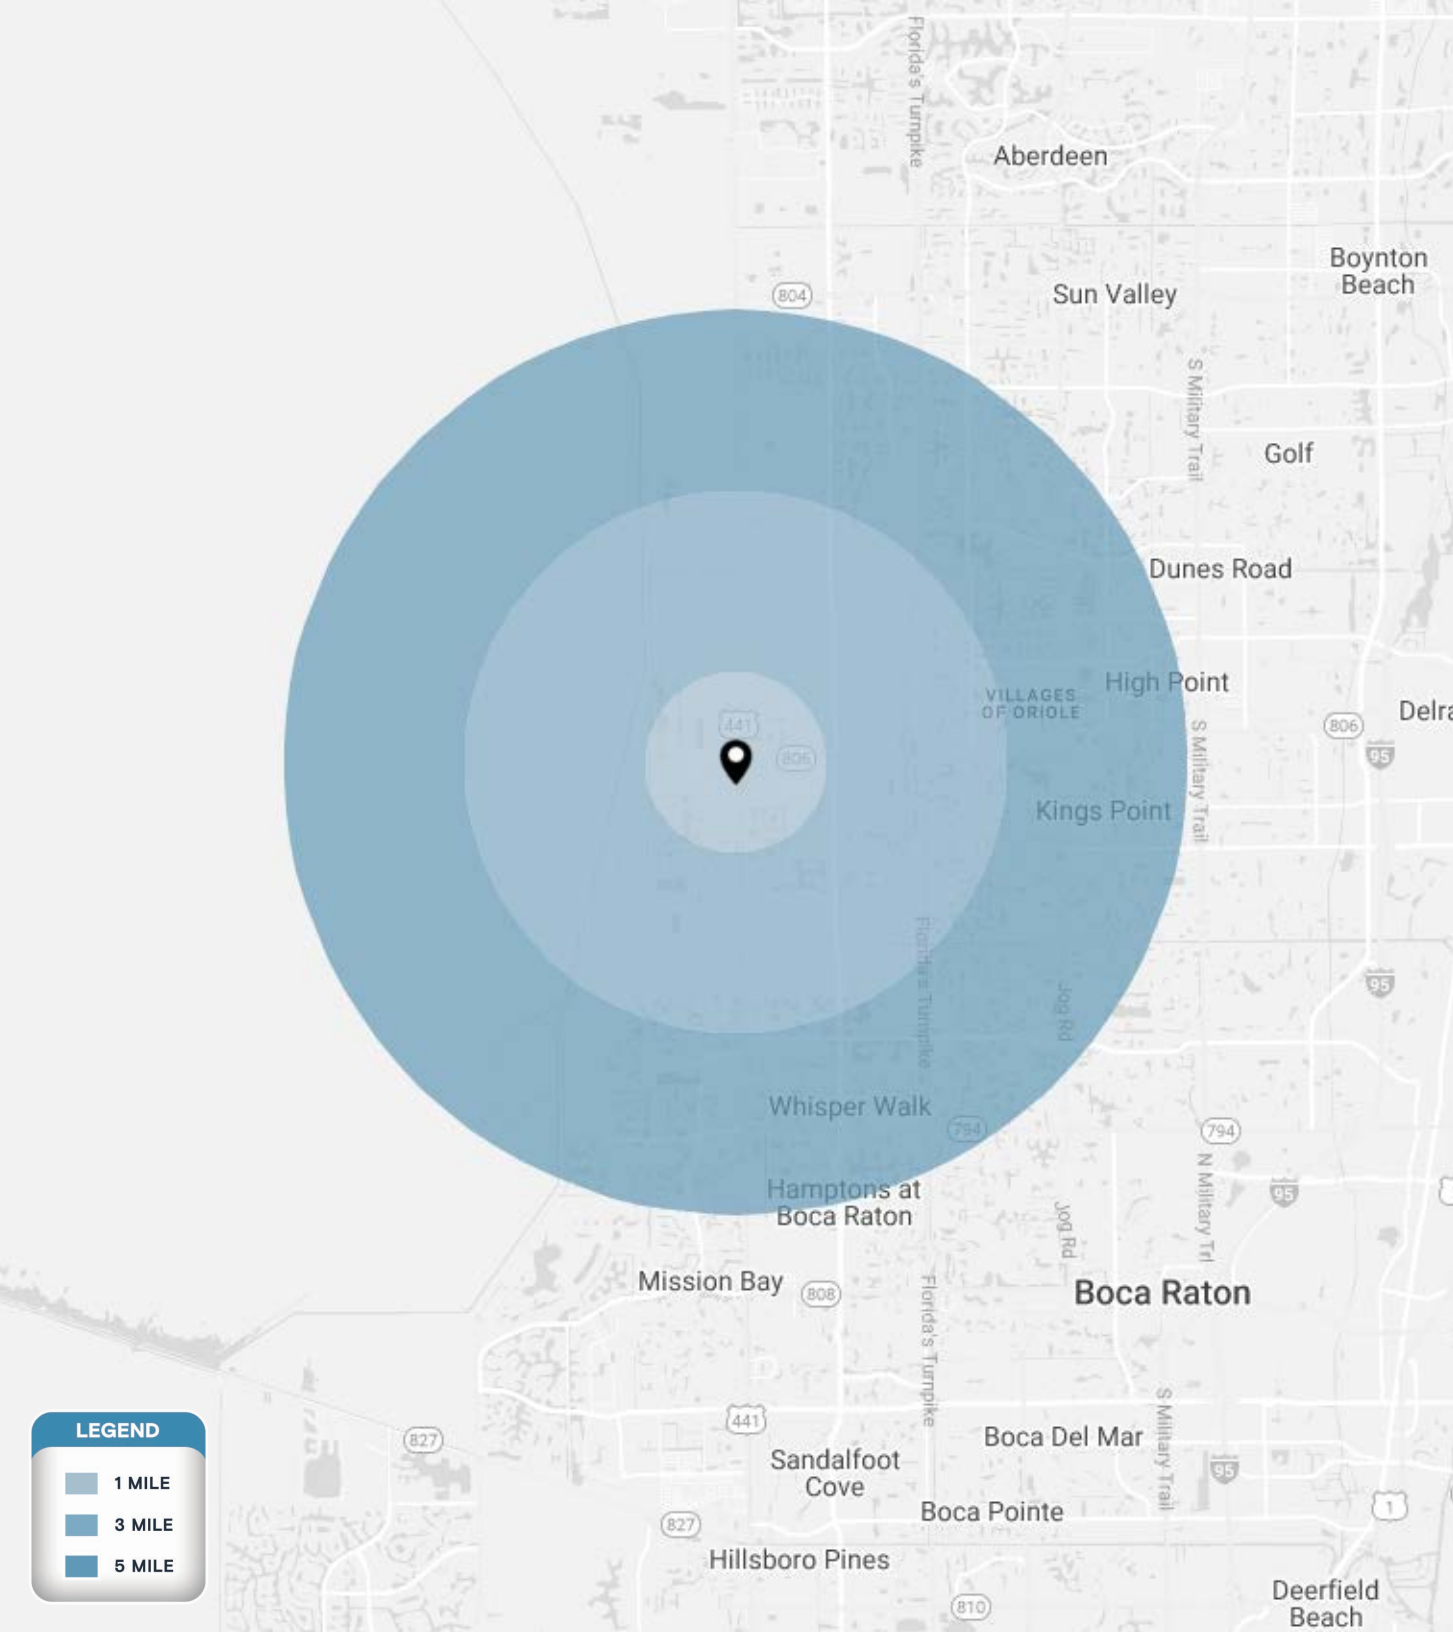 Florida's Turnpike
Aberdeen
Boynton
Beach
Sun Valley
804
S Military Trail
Golf
Dunes Road
High Point
VILLAGES
OF ORIOLE
441
806
806
95
S Military Trail
Kings Point
Florida's Turnpike
Jog Rd
95
Whisper Walk
794
794
N Military Trl
95
Hamptons at
Boca Raton
Jog Rd
Mission Bay
808
Boca Raton
Florida's Turnpike
441
827
Boca Del Mar
S Military Trail
95
Sandalfoot
Cove
Boca Pointe
1
827
Hillsboro Pines
810
Deerfield
Beach
LEGEND
1 MILE
3 MILE
5 MILE